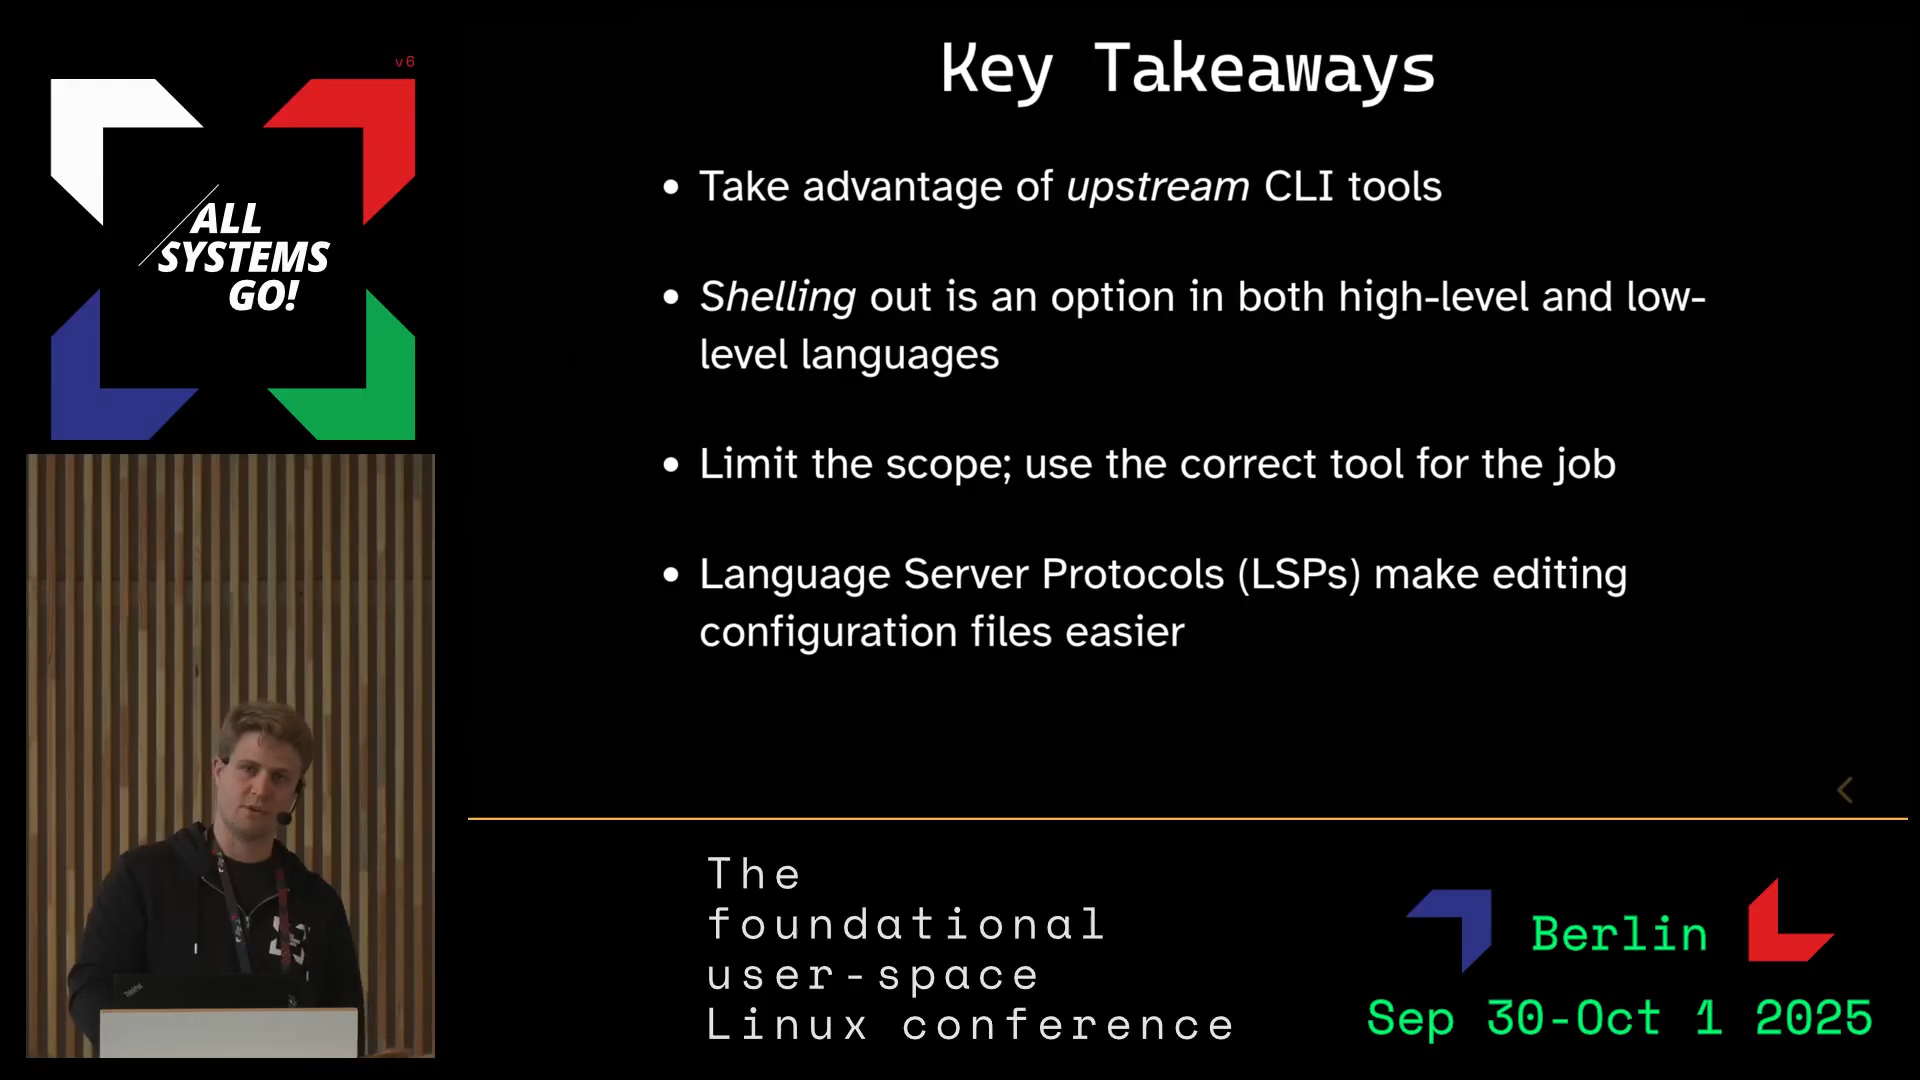 v6
ALL
SYSTEMS
GO!
Key Takeaways
• Take advantage of upstream CLI tools
• Shelling out is an option in both high-level and low-
level languages
• Limit the scope; use the correct tool for the job
• Language Server Protocols (LSPs) make editing
configuration files easier
ThinkPad
The
foundational
user-space
Linux conference
Berlin
Sep 30-Oct 1 2025